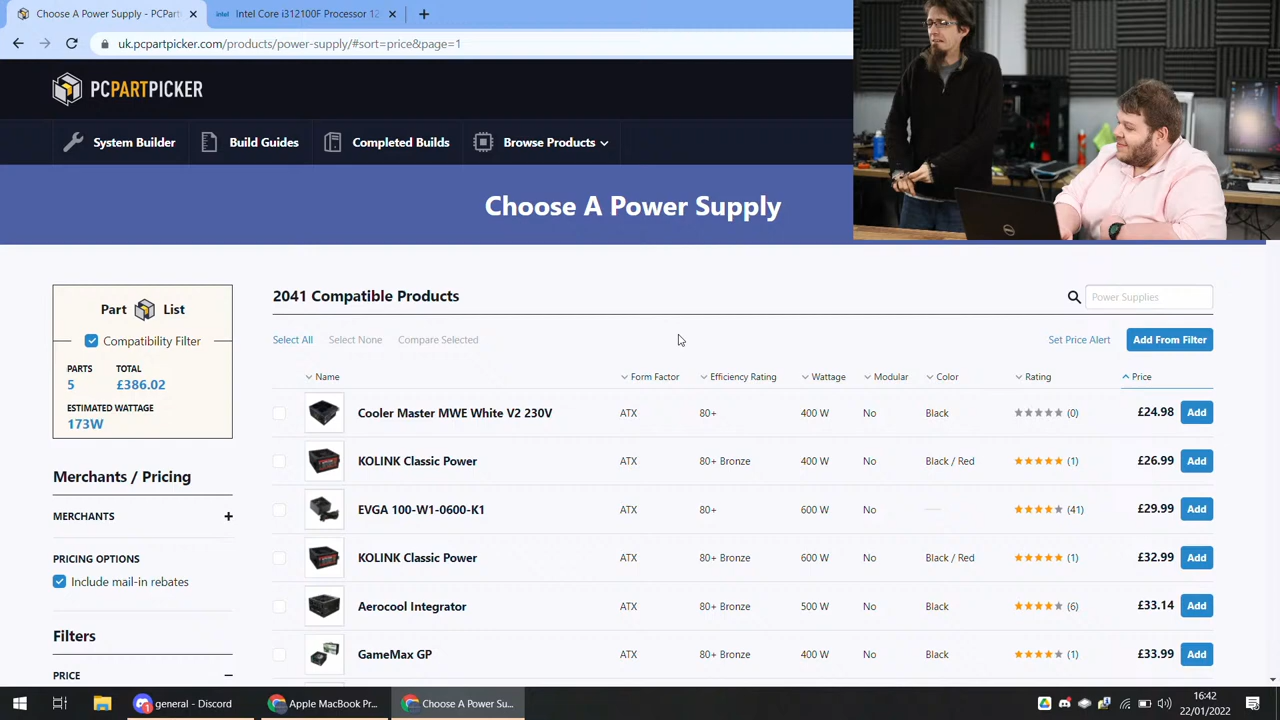 Choose A Power Supply - PCPart
Intel Core i312100F Processor 12
uk.pcpartpicker.com/products/power-supply/#sort=price&page=1
PCPARTPICKER
System Builder
Build Guides
Completed Builds
Browse Products
Choose A Power Supply
Part List
Compatibility Filter
PARTS TOTAL
5 £386.02
ESTIMATED WATTAGE
173W
Merchants / Pricing
MERCHANTS
PRICING OPTIONS
Include mail-in rebates
Filters
PRICE
2041 Compatible Products
Power Supplies
Select All Select None Compare Selected Set Price Alert Add From Filter
Name Form Factor Efficiency Rating Wattage Modular Color Rating Price
Cooler Master MWE White V2 230V ATX 80+ 400 W No Black (0) £24.98 Add
KOLINK Classic Power ATX 80+ Bronze 400 W No Black / Red (1) £26.99 Add
EVGA 100-W1-0600-K1 ATX 80+ 600 W No (41) £29.99 Add
KOLINK Classic Power ATX 80+ Bronze 600 W No Black / Red (1) £32.99 Add
Aerocool Integrator ATX 80+ Bronze 500 W No Black (6) £33.14 Add
GameMax GP ATX 80+ Bronze 400 W No Black (1) £33.99 Add
general - Discord
Apple MacBook P...
Choose A Power Su...
16:42
22/01/2022